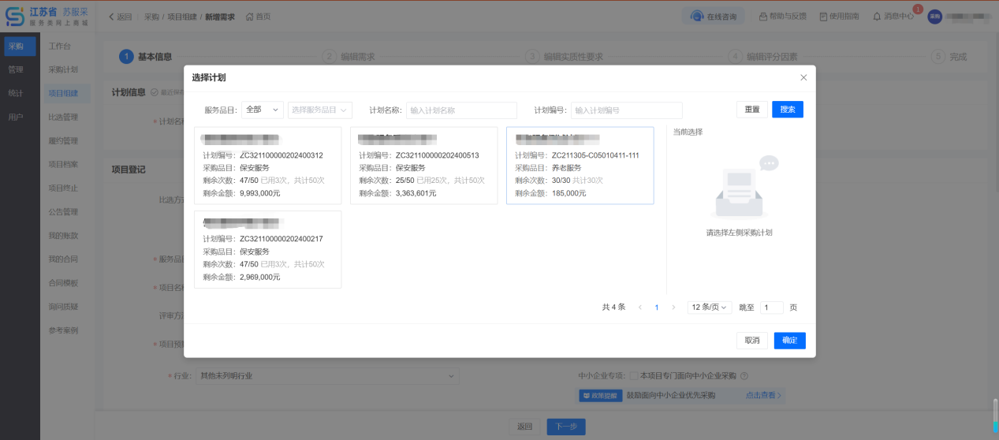 江苏省 苏服采
服务类网上商城
返回 采购 / 项目组建 / 新增需求 首页
在线咨询 帮助与反馈 使用指南 消息中心 1 采购
采购
管理
统计
用户
工作台
采购计划
项目组建
比选管理
履约管理
项目档案
项目终止
公告管理
我的账款
我的合同
合同模板
询问质疑
参考案例
1 基本信息 2 编辑需求 3 编辑实质性要求 4 编辑评分因素 5 完成
计划信息 最近保存
* 计划名称
项目登记
比选方式
* 服务品目
* 项目名称
评审方法
* 项目预算
选择计划
服务品目: 全部 选择服务品目 计划名称: 输入计划名称 计划编号: 输入计划编号 重置 搜索
计划编号: ZC321100000202400312
采购品目: 保安服务
剩余次数: 47/50 已用3次, 共计50次
剩余金额: 9,993,000元
计划编号: ZC321100000202400513
采购品目: 保安服务
剩余次数: 25/50 已用25次, 共计50次
剩余金额: 3,363,601元
计划编号: ZC211305-C05010411-111
采购品目: 养老服务
剩余次数: 30/30 共计30次
剩余金额: 185,000元
计划编号: ZC321100000202400217
采购品目: 保安服务
剩余次数: 47/50 已用3次, 共计50次
剩余金额: 2,969,000元
当前选择
请选择左侧采购计划
共 4 条 1 12 条/页 跳至 1 页
取消 确定
* 行业: 其他未列明行业
中小企业专项: 本项目专门面向中小企业采购
政策提醒 鼓励面向中小企业优先采购 点击查看
返回 下一步